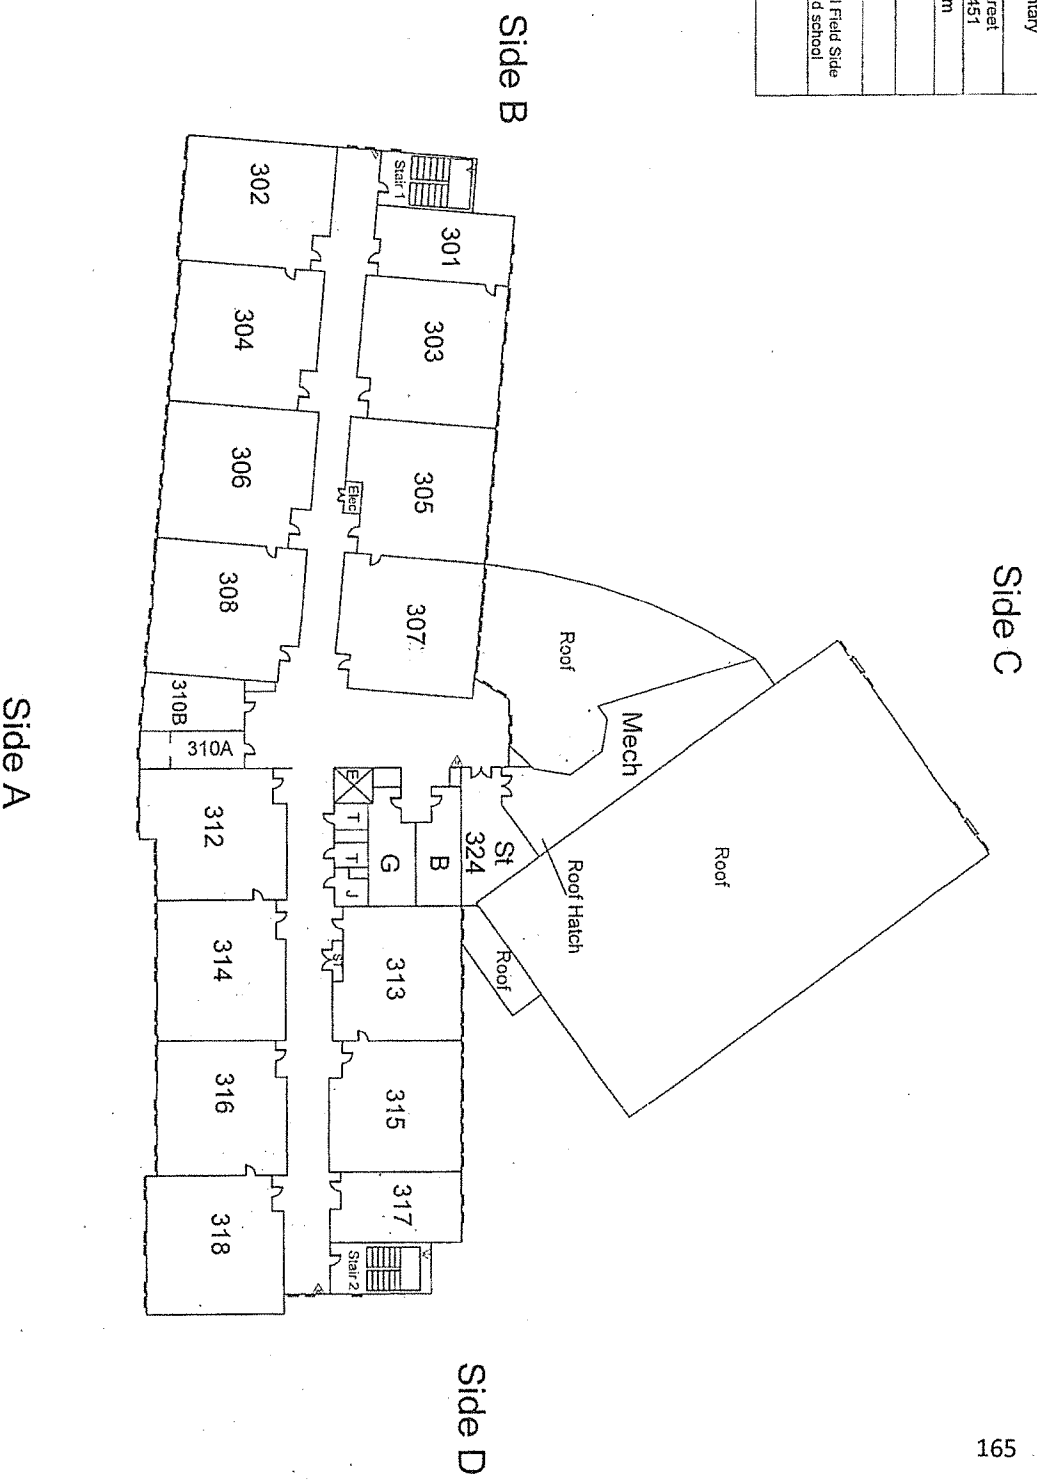 ntary
reet
451
m
l Field Side
d school
Side B
Side C
Side A
Side D
Stair 1
302
301
304
303
306
305
Elec
308
307
310B
310A
Roof
Mech
Roof
Roof Hatch
Roof
St
324
E
T
T
J
G
B
312
314
313
ST
316
315
318
317
Stair 2
165